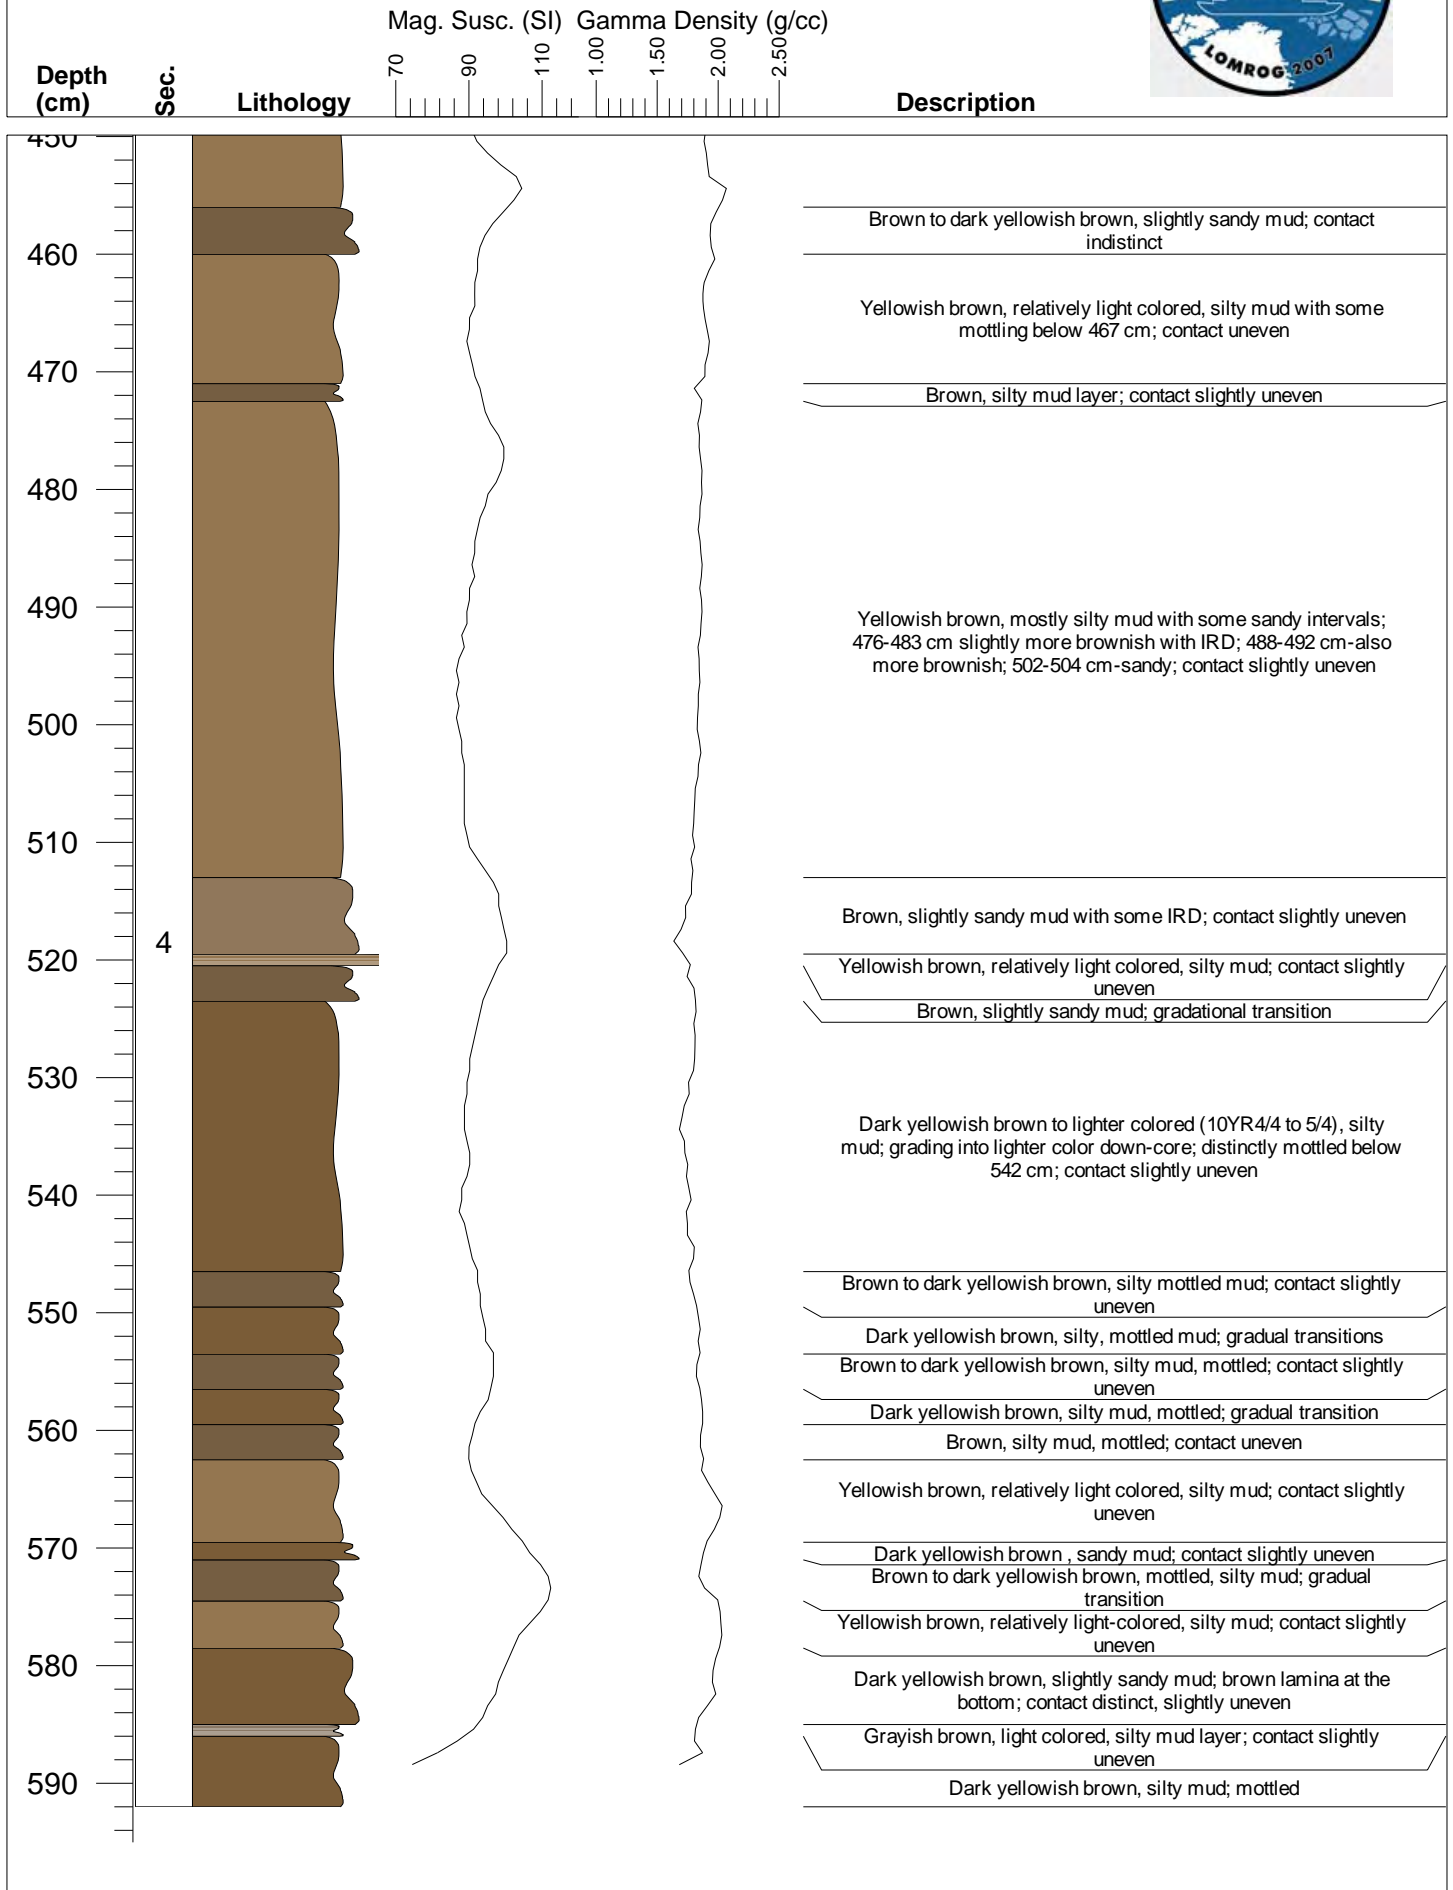 Mag. Susc. (SI) Gamma Density (g/cc)
70
90
110
1.00
1.50
2.00
2.50
LOMROG 2007
Depth
(cm)
Sec.
Lithology
Description
450
Brown to dark yellowish brown, slightly sandy mud; contact
indistinct
460
Yellowish brown, relatively light colored, silty mud with some
mottling below 467 cm; contact uneven
470
Brown, silty mud layer; contact slightly uneven
480
490
Yellowish brown, mostly silty mud with some sandy intervals;
476-483 cm slightly more brownish with IRD; 488-492 cm-also
more brownish; 502-504 cm-sandy; contact slightly uneven
500
510
Brown, slightly sandy mud with some IRD; contact slightly uneven
4
520
Yellowish brown, relatively light colored, silty mud; contact slightly
uneven
Brown, slightly sandy mud; gradational transition
530
Dark yellowish brown to lighter colored (10YR4/4 to 5/4), silty
mud; grading into lighter color down-core; distinctly mottled below
542 cm; contact slightly uneven
540
Brown to dark yellowish brown, silty mottled mud; contact slightly
uneven
550
Dark yellowish brown, silty, mottled mud; gradual transitions
Brown to dark yellowish brown, silty mud, mottled; contact slightly
uneven
Dark yellowish brown, silty mud, mottled; gradual transition
560
Brown, silty mud, mottled; contact uneven
Yellowish brown, relatively light colored, silty mud; contact slightly
uneven
570
Dark yellowish brown , sandy mud; contact slightly uneven
Brown to dark yellowish brown, mottled, silty mud; gradual
transition
Yellowish brown, relatively light-colored, silty mud; contact slightly
uneven
580
Dark yellowish brown, slightly sandy mud; brown lamina at the
bottom; contact distinct, slightly uneven
Grayish brown, light colored, silty mud layer; contact slightly
uneven
590
Dark yellowish brown, silty mud; mottled